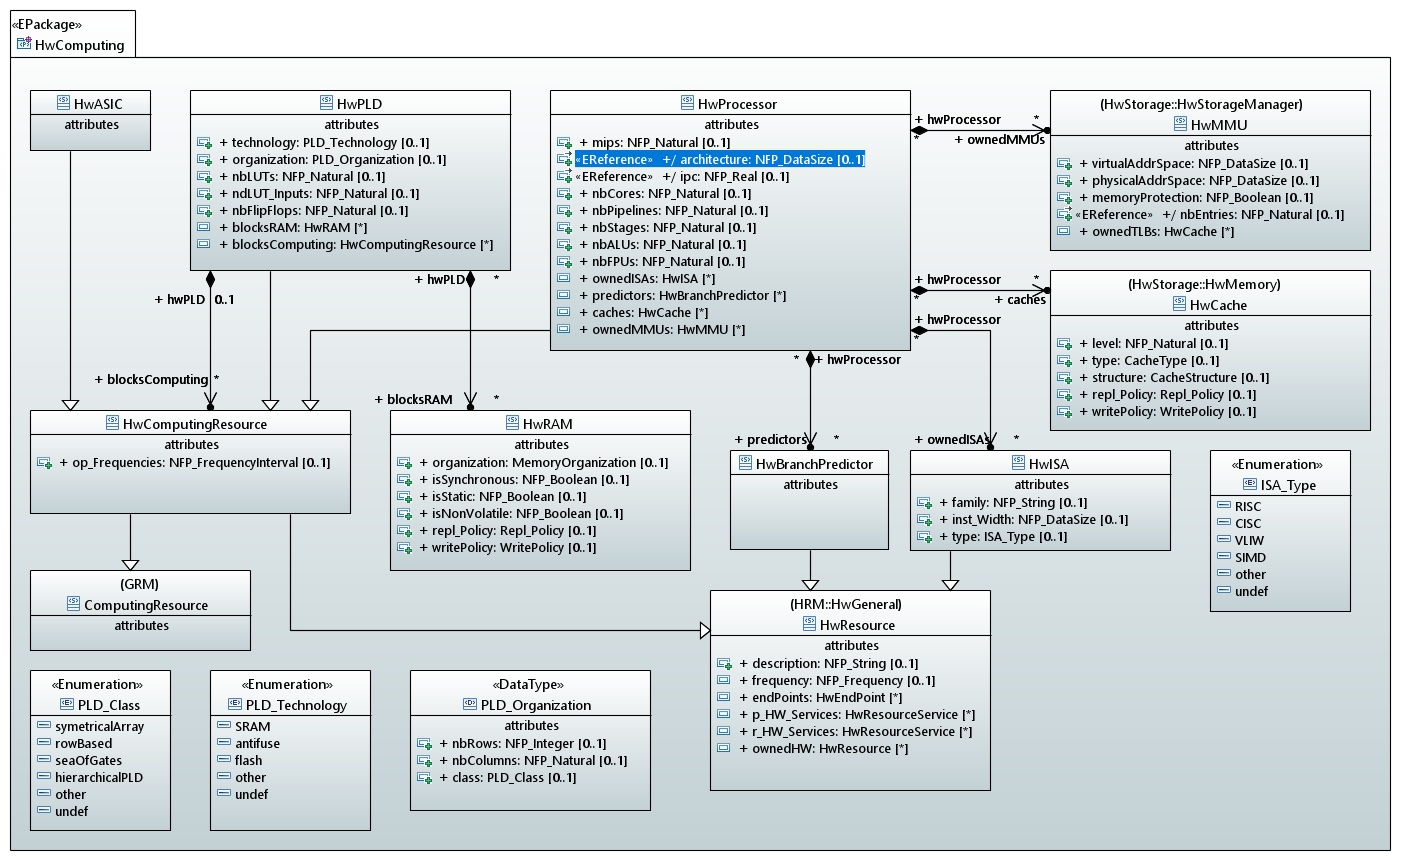 «EPackage»
HwComputing
HwASIC
attributes
HwPLD
attributes
+ technology: PLD_Technology [0..1]
+ organization: PLD_Organization [0..1]
+ nbLUTs: NFP_Natural [0..1]
+ ndLUT_Inputs: NFP_Natural [0..1]
+ nbFlipFlops: NFP_Natural [0..1]
+ blocksRAM: HwRAM [*]
+ blocksComputing: HwComputingResource [*]
HwProcessor
attributes
+ mips: NFP_Natural [0..1]
«EReference» +/ architecture: NFP_DataSize [0..1]
«EReference» +/ ipc: NFP_Real [0..1]
+ nbCores: NFP_Natural [0..1]
+ nbPipelines: NFP_Natural [0..1]
+ nbStages: NFP_Natural [0..1]
+ nbALUs: NFP_Natural [0..1]
+ nbFPUs: NFP_Natural [0..1]
+ ownedISAs: HwISA [*]
+ predictors: HwBranchPredictor [*]
+ caches: HwCache [*]
+ ownedMMUs: HwMMU [*]
+ hwProcessor *
* + ownedMMUs
(HwStorage::HwStorageManager)
HwMMU
attributes
+ virtualAddrSpace: NFP_DataSize [0..1]
+ physicalAddrSpace: NFP_DataSize [0..1]
+ memoryProtection: NFP_Boolean [0..1]
«EReference» +/ nbEntries: NFP_Natural [0..1]
+ ownedTLBs: HwCache [*]
+ hwProcessor *
* + caches
+ hwProcessor
*
(HwStorage::HwMemory)
HwCache
attributes
+ level: NFP_Natural [0..1]
+ type: CacheType [0..1]
+ structure: CacheStructure [0..1]
+ repl_Policy: Repl_Policy [0..1]
+ writePolicy: WritePolicy [0..1]
+ hwPLD 0..1
+ hwPLD *
* + hwProcessor
+ blocksComputing *
+ blocksRAM *
+ predictors *
+ ownedISAs *
HwComputingResource
attributes
+ op_Frequencies: NFP_FrequencyInterval [0..1]
HwRAM
attributes
+ organization: MemoryOrganization [0..1]
+ isSynchronous: NFP_Boolean [0..1]
+ isStatic: NFP_Boolean [0..1]
+ isNonVolatile: NFP_Boolean [0..1]
+ repl_Policy: Repl_Policy [0..1]
+ writePolicy: WritePolicy [0..1]
HwBranchPredictor
attributes
HwISA
attributes
+ family: NFP_String [0..1]
+ inst_Width: NFP_DataSize [0..1]
+ type: ISA_Type [0..1]
«Enumeration»
ISA_Type
RISC
CISC
VLIW
SIMD
other
undef
(GRM)
ComputingResource
attributes
(HRM::HwGeneral)
HwResource
attributes
+ description: NFP_String [0..1]
+ frequency: NFP_Frequency [0..1]
+ endPoints: HwEndPoint [*]
+ p_HW_Services: HwResourceService [*]
+ r_HW_Services: HwResourceService [*]
+ ownedHW: HwResource [*]
«Enumeration»
PLD_Class
symetricalArray
rowBased
seaOfGates
hierarchicalPLD
other
undef
«Enumeration»
PLD_Technology
SRAM
antifuse
flash
other
undef
«DataType»
PLD_Organization
attributes
+ nbRows: NFP_Integer [0..1]
+ nbColumns: NFP_Natural [0..1]
+ class: PLD_Class [0..1]